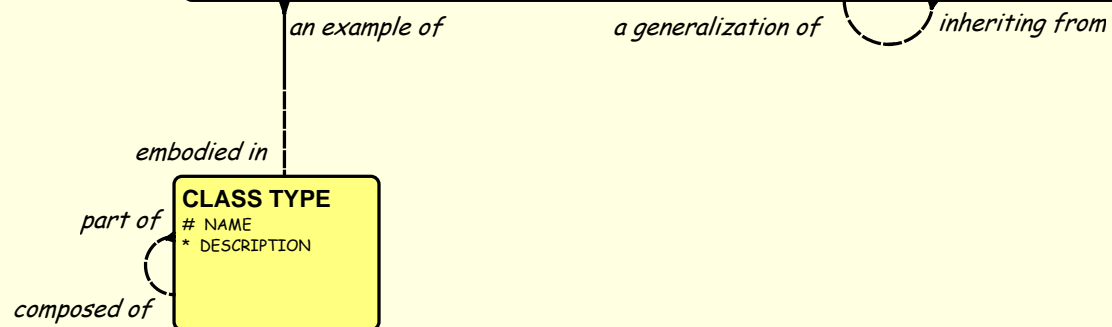 an example of
a generalization of
inheriting from
embodied in
CLASS TYPE
part of
# NAME
* DESCRIPTION
composed of